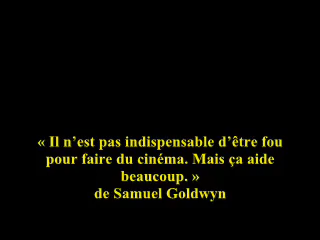 « Il n’est pas indispensable d’être fou
pour faire du cinéma. Mais ça aide
beaucoup. »
de Samuel Goldwyn